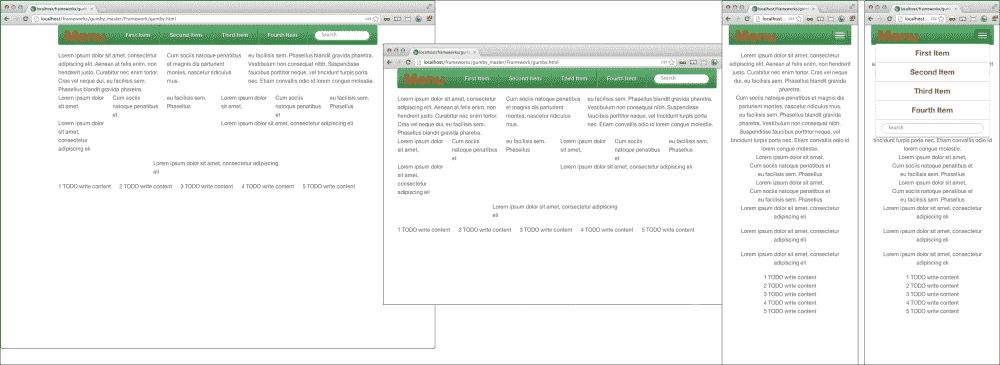 localhost/frameworks/gumby_master/framework/gumby.html
localhost/frameworks/gumby_master/framework/gumby.html
Menu First Item Second Item Third Item Fourth Item Search
Lorem ipsum dolor sit amet, consectetur
adipiscing elit. Aenean at felis enim, non
hendrerit justo. Curabitur nec enim tortor.
Cras vel neque dui, eu facilisis sem.
Phasellus blandit gravida pharetra.
Cum sociis natoque penatibus
et magnis dis parturient
montes, nascetur ridiculus
mus.
eu facilisis sem. Phasellus blandit gravida pharetra.
Vestibulum non consequat nibh. Suspendisse
faucibus porttitor neque, vel tincidunt turpis porta
nec. Etiam convallis odio id lorem congue molestie.
Lorem ipsum dolor
sit amet,
Cum sociis
natoque penatibus
et
eu facilisis sem.
Phasellus
Lorem ipsum dolor
sit amet,
Cum sociis
natoque penatibus
et
eu facilisis sem.
Phasellus
Lorem ipsum dolor
sit amet,
consectetur
adipiscing eli
Lorem ipsum dolor sit amet, consectetur adipiscing eli
Lorem ipsum dolor sit amet, consectetur adipiscing
eli
1 TODO write content 2 TODO write content 3 TODO write content 4 TODO write content 5 TODO write content
localhost/frameworks/gumby_master/framework/gumby.html
localhost/frameworks/gumby_master/framework/gumby.html
Menu First Item Second Item Third Item Fourth Item Search
Lorem ipsum dolor sit amet, consectetur
adipiscing elit. Aenean at felis enim, non
hendrerit justo. Curabitur nec enim tortor.
Cras vel neque dui, eu facilisis sem.
Phasellus blandit gravida pharetra.
Cum sociis natoque penatibus
et magnis dis parturient
montes, nascetur ridiculus
mus.
eu facilisis sem. Phasellus blandit gravida pharetra.
Vestibulum non consequat nibh. Suspendisse
faucibus porttitor neque, vel tincidunt turpis porta
nec. Etiam convallis odio id lorem congue molestie.
Lorem ipsum dolor
sit amet,
Cum sociis
natoque penatibus
et
eu facilisis sem.
Phasellus
Lorem ipsum dolor
sit amet,
Cum sociis
natoque penatibus
et
eu facilisis sem.
Phasellus
Lorem ipsum dolor
sit amet,
consectetur
adipiscing eli
Lorem ipsum dolor sit amet, consectetur adipiscing eli
Lorem ipsum dolor sit amet, consectetur adipiscing
eli
1 TODO write content 2 TODO write content 3 TODO write content 4 TODO write content 5 TODO write content
localhost/frameworks
localhost/...
Menu
Lorem ipsum dolor sit amet, consectetur
adipiscing elit. Aenean at felis enim, non
hendrerit justo. Curabitur nec enim tortor.
Cras vel neque dui, eu facilisis sem.
Phasellus blandit gravida
pharetra.
Cum sociis natoque penatibus et magnis dis
parturient montes, nascetur ridiculus mus.
eu facilisis sem. Phasellus blandit gravida
pharetra. Vestibulum non consequat nibh.
Suspendisse faucibus porttitor neque, vel
tincidunt turpis porta nec. Etiam convallis odio id
lorem congue molestie.
Lorem ipsum dolor sit amet,
Cum sociis natoque penatibus et
eu facilisis sem. Phasellus
Lorem ipsum dolor sit amet,
Cum sociis natoque penatibus et
eu facilisis sem. Phasellus
Lorem ipsum dolor sit amet, consectetur
adipiscing eli
Lorem ipsum dolor sit amet, consectetur
adipiscing eli
Lorem ipsum dolor sit amet, consectetur
adipiscing eli
1 TODO write content
2 TODO write content
3 TODO write content
4 TODO write content
5 TODO write content
localhost/frameworks
localhost/...
Menu
First Item
Second Item
Third Item
Fourth Item
Search
tincidunt turpis porta nec. Etiam convallis odio id
lorem congue molestie.
Lorem ipsum dolor sit amet,
Cum sociis natoque penatibus et
eu facilisis sem. Phasellus
Lorem ipsum dolor sit amet,
Cum sociis natoque penatibus et
eu facilisis sem. Phasellus
Lorem ipsum dolor sit amet, consectetur
adipiscing eli
Lorem ipsum dolor sit amet, consectetur
adipiscing eli
Lorem ipsum dolor sit amet, consectetur
adipiscing eli
1 TODO write content
2 TODO write content
3 TODO write content
4 TODO write content
5 TODO write content